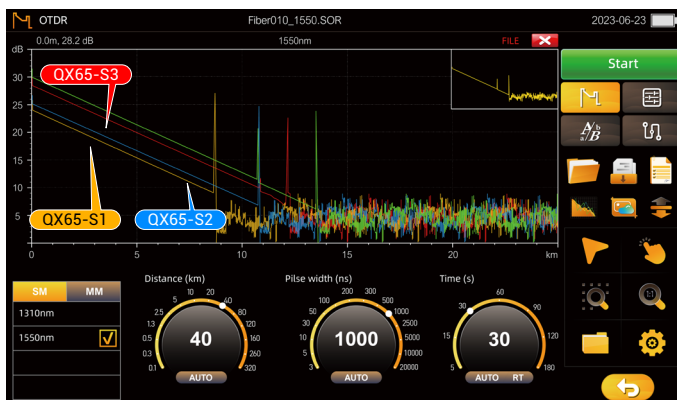 OTDR Fiber010_1550.SOR 2023-06-23
0.0m, 28.2 dB 1550nm FILE
dB
30
25
20
15
10
5
0 5 10 15 20 km
QX65-S3
QX65-S1
QX65-S2
Start
A/b
a/B
1:1
SM MM
1310nm
1550nm
Distance (km)
0.1 0.3 0.5 1.3 2.5 5 10 20 40 80 120 160 260 320
40
AUTO
Pilse width (ns)
3 5 10 30 50 100 200 300 500 1000 2500 5000 10000 20000
1000
AUTO
Time (s)
5 15 30 60 90 120 180
30
AUTO RT